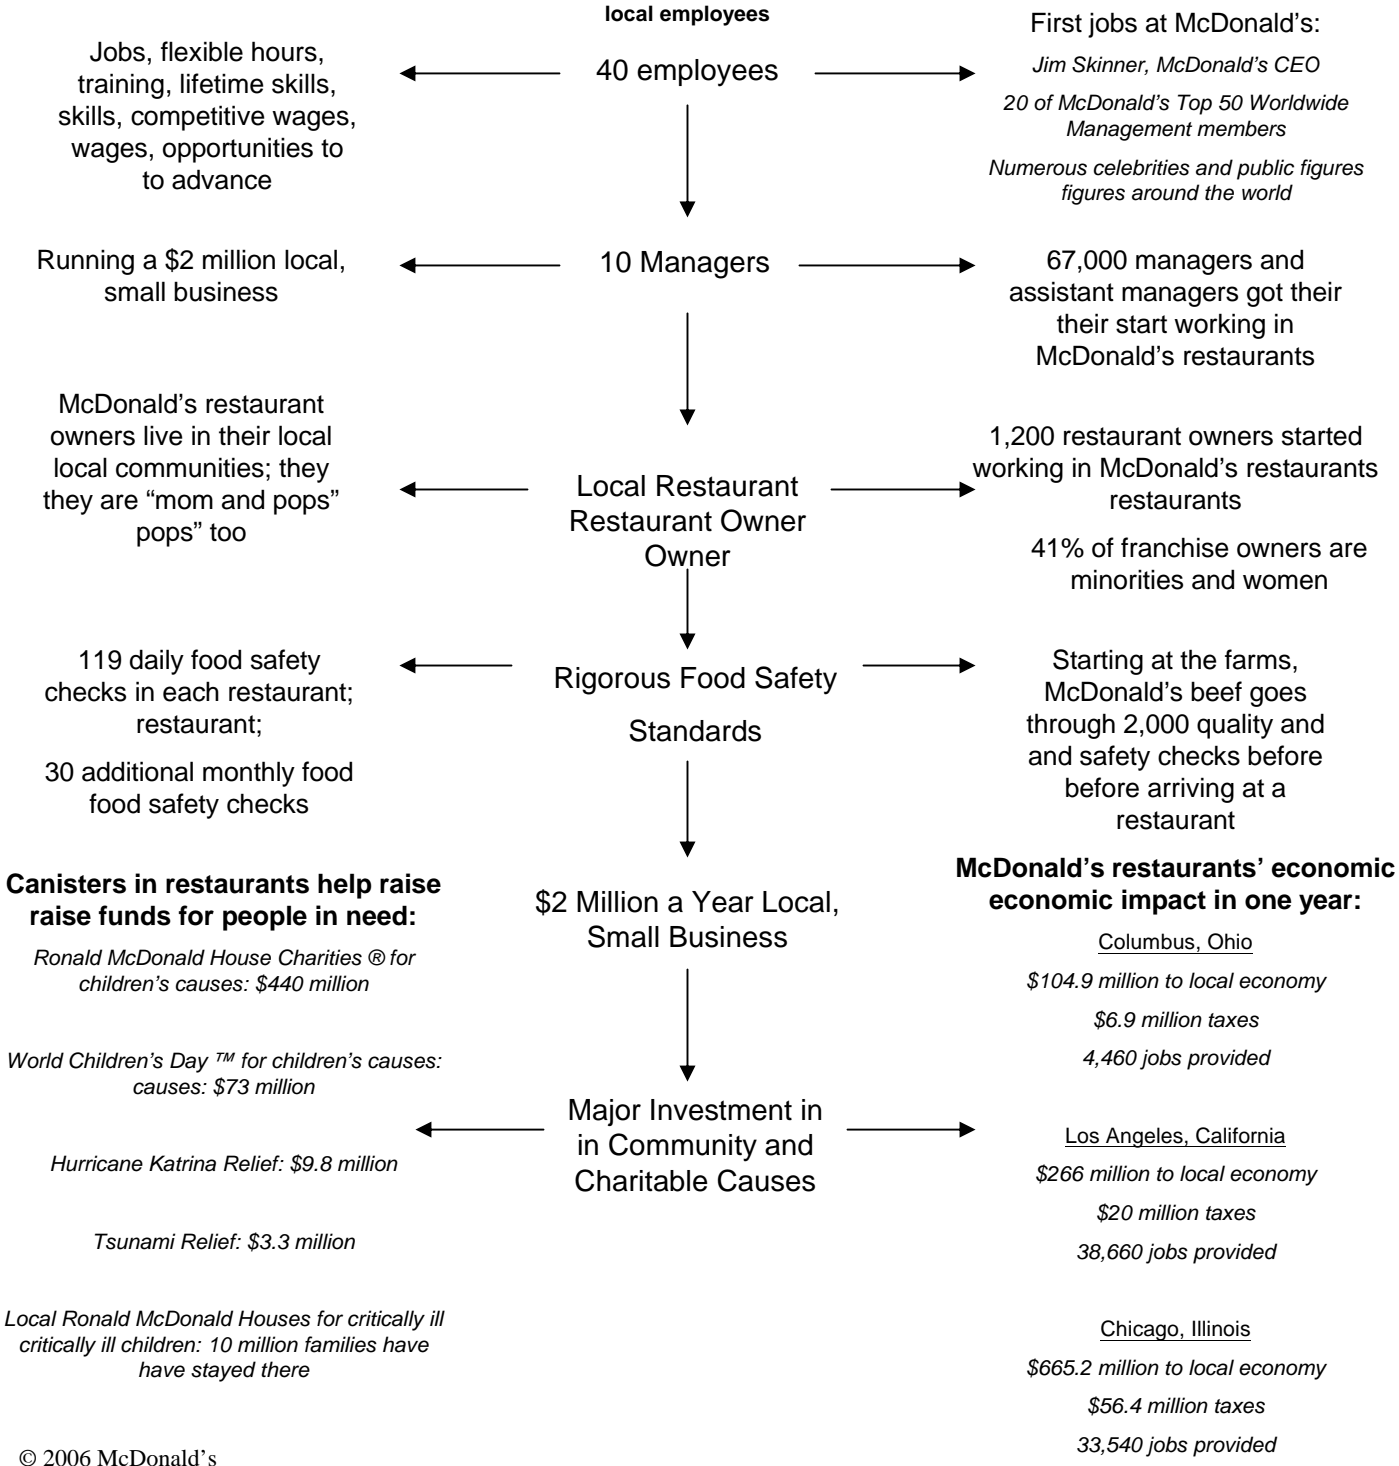 local employees
Jobs, flexible hours,
training, lifetime skills,
skills, competitive wages,
wages, opportunities to
to advance
40 employees
First jobs at McDonald's:
Jim Skinner, McDonald's CEO
20 of McDonald's Top 50 Worldwide
Management members
Numerous celebrities and public figures
figures around the world
Running a $2 million local,
small business
10 Managers
67,000 managers and
assistant managers got their
their start working in
McDonald's restaurants
McDonald's restaurant
owners live in their local
local communities; they
they are “mom and pops”
pops” too
Local Restaurant
Restaurant Owner
Owner
1,200 restaurant owners started
working in McDonald's restaurants
restaurants
41% of franchise owners are
minorities and women
119 daily food safety
checks in each restaurant;
restaurant;
30 additional monthly food
food safety checks
Rigorous Food Safety
Standards
Starting at the farms,
McDonald's beef goes
through 2,000 quality and
and safety checks before
before arriving at a
restaurant
Canisters in restaurants help raise
raise funds for people in need:
Ronald McDonald House Charities ® for
children's causes: $440 million
World Children's Day ™ for children's causes:
causes: $73 million
Hurricane Katrina Relief: $9.8 million
Tsunami Relief: $3.3 million
Local Ronald McDonald Houses for critically ill
critically ill children: 10 million families have
have stayed there
$2 Million a Year Local,
Small Business
Major Investment in
in Community and
Charitable Causes
McDonald's restaurants' economic
economic impact in one year:
Columbus, Ohio
$104.9 million to local economy
$6.9 million taxes
4,460 jobs provided
Los Angeles, California
$266 million to local economy
$20 million taxes
38,660 jobs provided
Chicago, Illinois
$665.2 million to local economy
$56.4 million taxes
33,540 jobs provided
© 2006 McDonald's